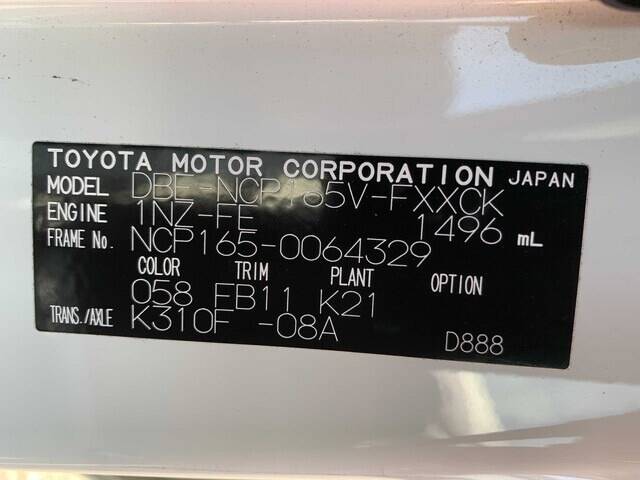 TOYOTA MOTOR CORPORATION JAPAN
MODEL DBE-NCP165V-FXXCK
ENGINE 1NZ-FE 1496 mL
FRAME No. NCP165-0064329
COLOR TRIM PLANT OPTION
058 FB11 K21
TRANS./AXLE K310F -08A D888